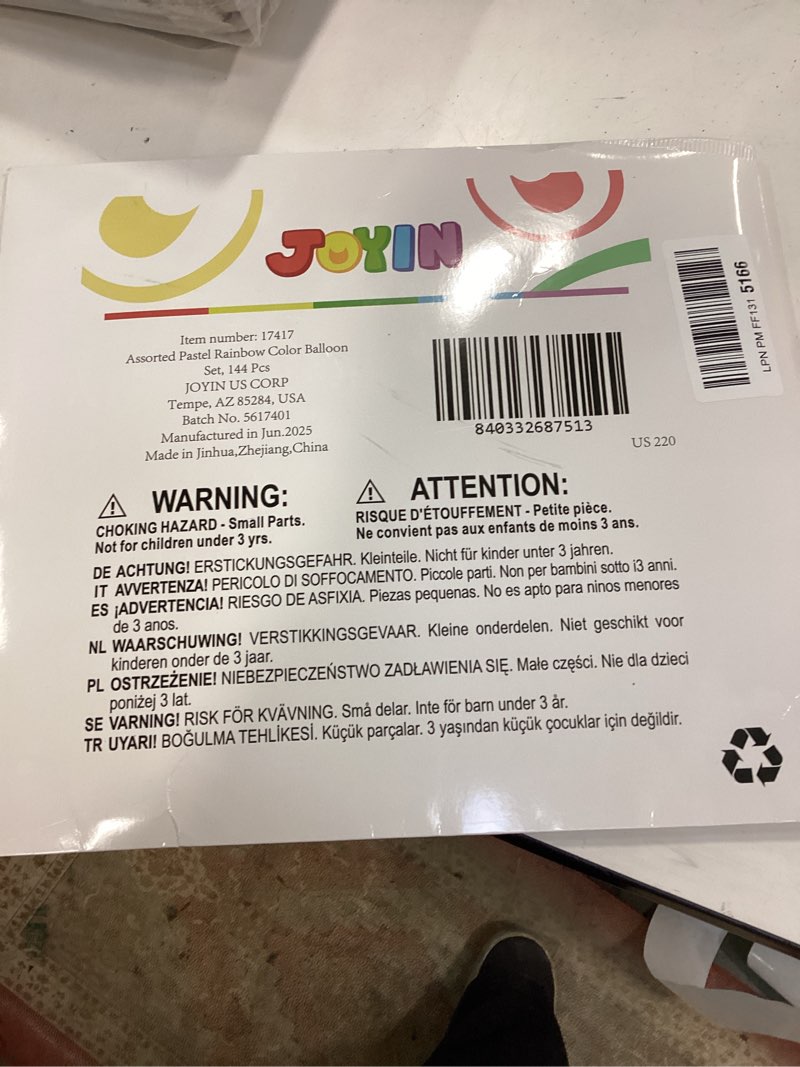 JOYIN
Item number: 17417
Assorted Pastel Rainbow Color Balloon
Set, 144 Pcs
JOYIN US CORP
Tempe, AZ 85284, USA
Batch No. 5617401
Manufactured in Jun.2025
Made in Jinhua,Zhejiang,China
840332687513
US 220
LPN PM FF131 5166
WARNING:
CHOKING HAZARD - Small Parts.
Not for children under 3 yrs.
ATTENTION:
RISQUE D'ÉTOUFFEMENT - Petite pièce.
Ne convient pas aux enfants de moins 3 ans.
DE ACHTUNG! ERSTICKUNGSGEFAHR. Kleinteile. Nicht für kinder unter 3 jahren.
IT AVVERTENZA! PERICOLO DI SOFFOCAMENTO. Piccole parti. Non per bambini sotto i3 anni.
ES ¡ADVERTENCIA! RIESGO DE ASFIXIA. Piezas pequenas. No es apto para ninos menores
de 3 anos.
NL WAARSCHUWING! VERSTIKKINGSGEVAAR. Kleine onderdelen. Niet geschikt voor
kinderen onder de 3 jaar.
PL OSTRZEŻENIE! NIEBEZPIECZEŃSTWO ZADŁAWIENIA SIĘ. Małe części. Nie dla dzieci
poniżej 3 lat.
SE VARNING! RISK FÖR KVÄVNING. Små delar. Inte för barn under 3 år.
TR UYARI! BOĞULMA TEHLİKESİ. Küçük parçalar. 3 yaşından küçük çocuklar için değildir.